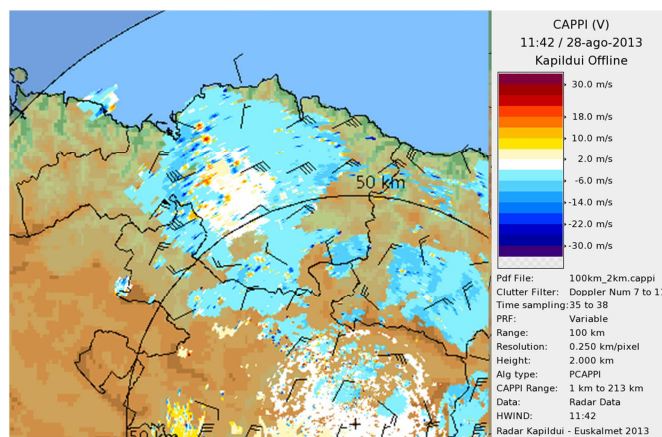 CAPPI (V)
11:42 / 28-ago-2013
Kapildui Offline
30.0 m/s
18.0 m/s
10.0 m/s
2.0 m/s
-6.0 m/s
-14.0 m/s
-22.0 m/s
-30.0 m/s
50 km
Pdf File: 100km_2km.cappi
Clutter Filter: Doppler Num 7 to 1
Time sampling: 35 to 38
PRF: Variable
Range: 100 km
Resolution: 0.250 km/pixel
Height: 2.000 km
Alg type: PCAPPI
CAPPI Range: 1 km to 213 km
Data: Radar Data
HWIND: 11:42
Radar Kapildui - Euskalmet 2013
50 km